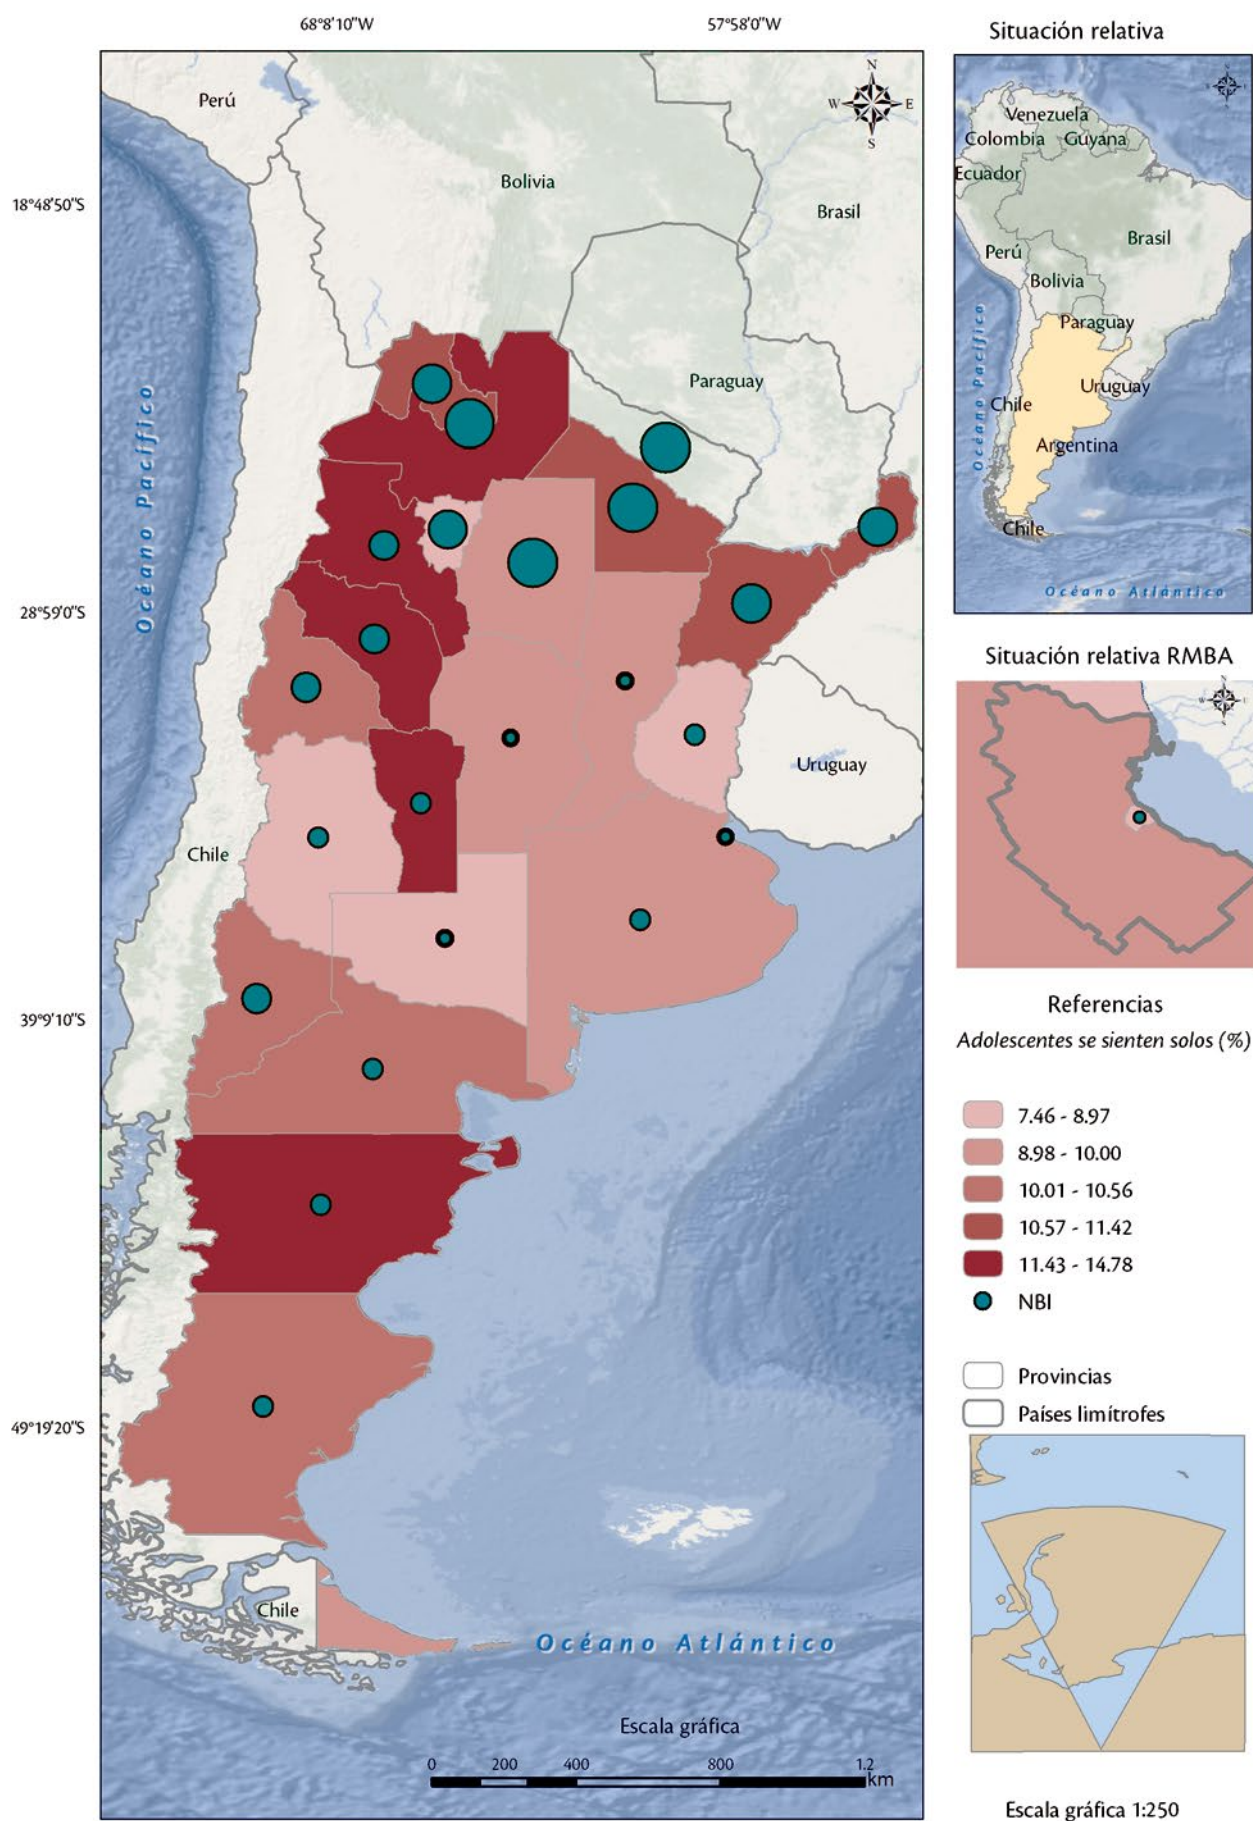 68°8'10"W
57°58'0"W
18°48'50"S
28°59'0"S
39°9'10"S
49°19'20"S
N
W
E
S
Perú
Bolivia
Brasil
Paraguay
Uruguay
Chile
Chile
Océano Pacífico
Océano Atlántico
Escala gráfica
0 200 400 800 1.2
km
Situación relativa
Venezuela
Colombia
Guyana
Ecuador
Perú
Brasil
Bolivia
Paraguay
Uruguay
Chile
Argentina
Chile
Océano Pacífico
Océano Atlántico
Situación relativa RMBA
N
W
E
S
Referencias
Adolescentes se sienten solos (%)
7.46 - 8.97
8.98 - 10.00
10.01 - 10.56
10.57 - 11.42
11.43 - 14.78
NBI
Provincias
Países limítrofes
Escala gráfica 1:250